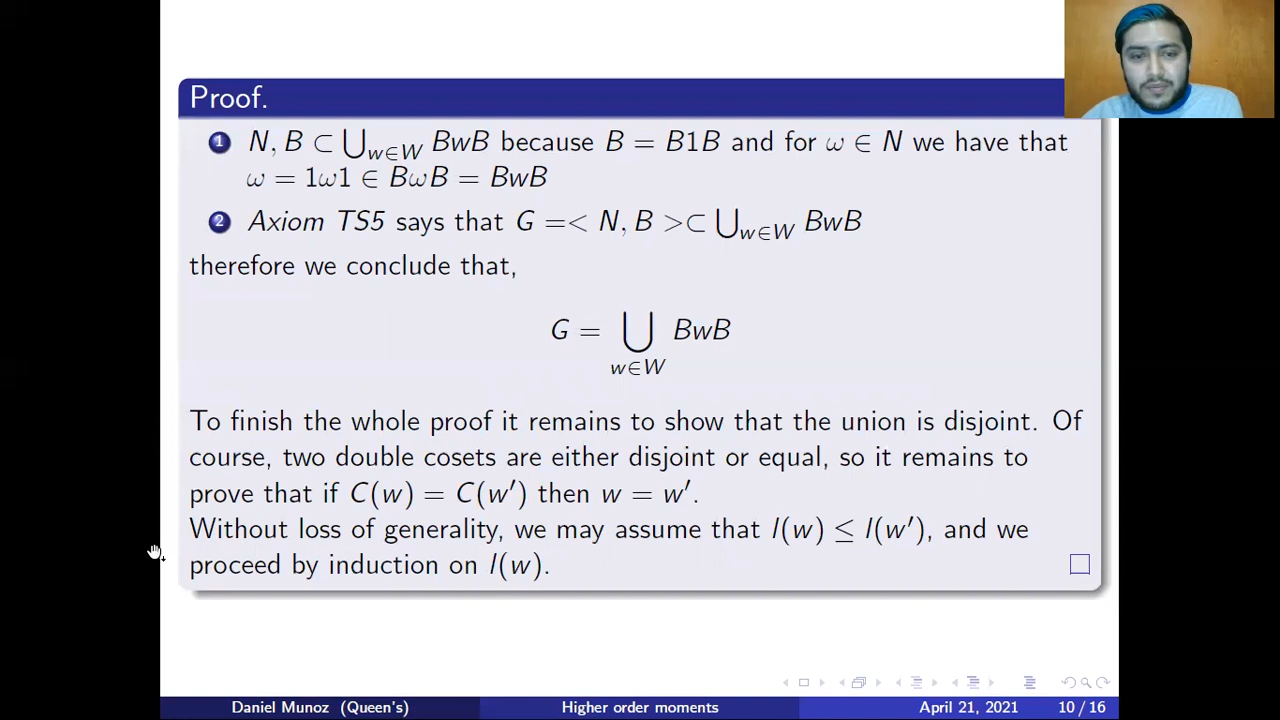 Proof.
1 N, B ⊂ ⋃_{w∈W} BwB because B = B1B and for ω ∈ N we have that
ω = 1ω1 ∈ BωB = BwB
2 Axiom TS5 says that G =< N, B >⊂ ⋃_{w∈W} BwB
therefore we conclude that,
G = ⋃_{w∈W} BwB
To finish the whole proof it remains to show that the union is disjoint. Of
course, two double cosets are either disjoint or equal, so it remains to
prove that if C(w) = C(w′) then w = w′.
Without loss of generality, we may assume that l(w) ≤ l(w′), and we
proceed by induction on l(w).
Daniel Munoz (Queen's) Higher order moments April 21, 2021 10 / 16